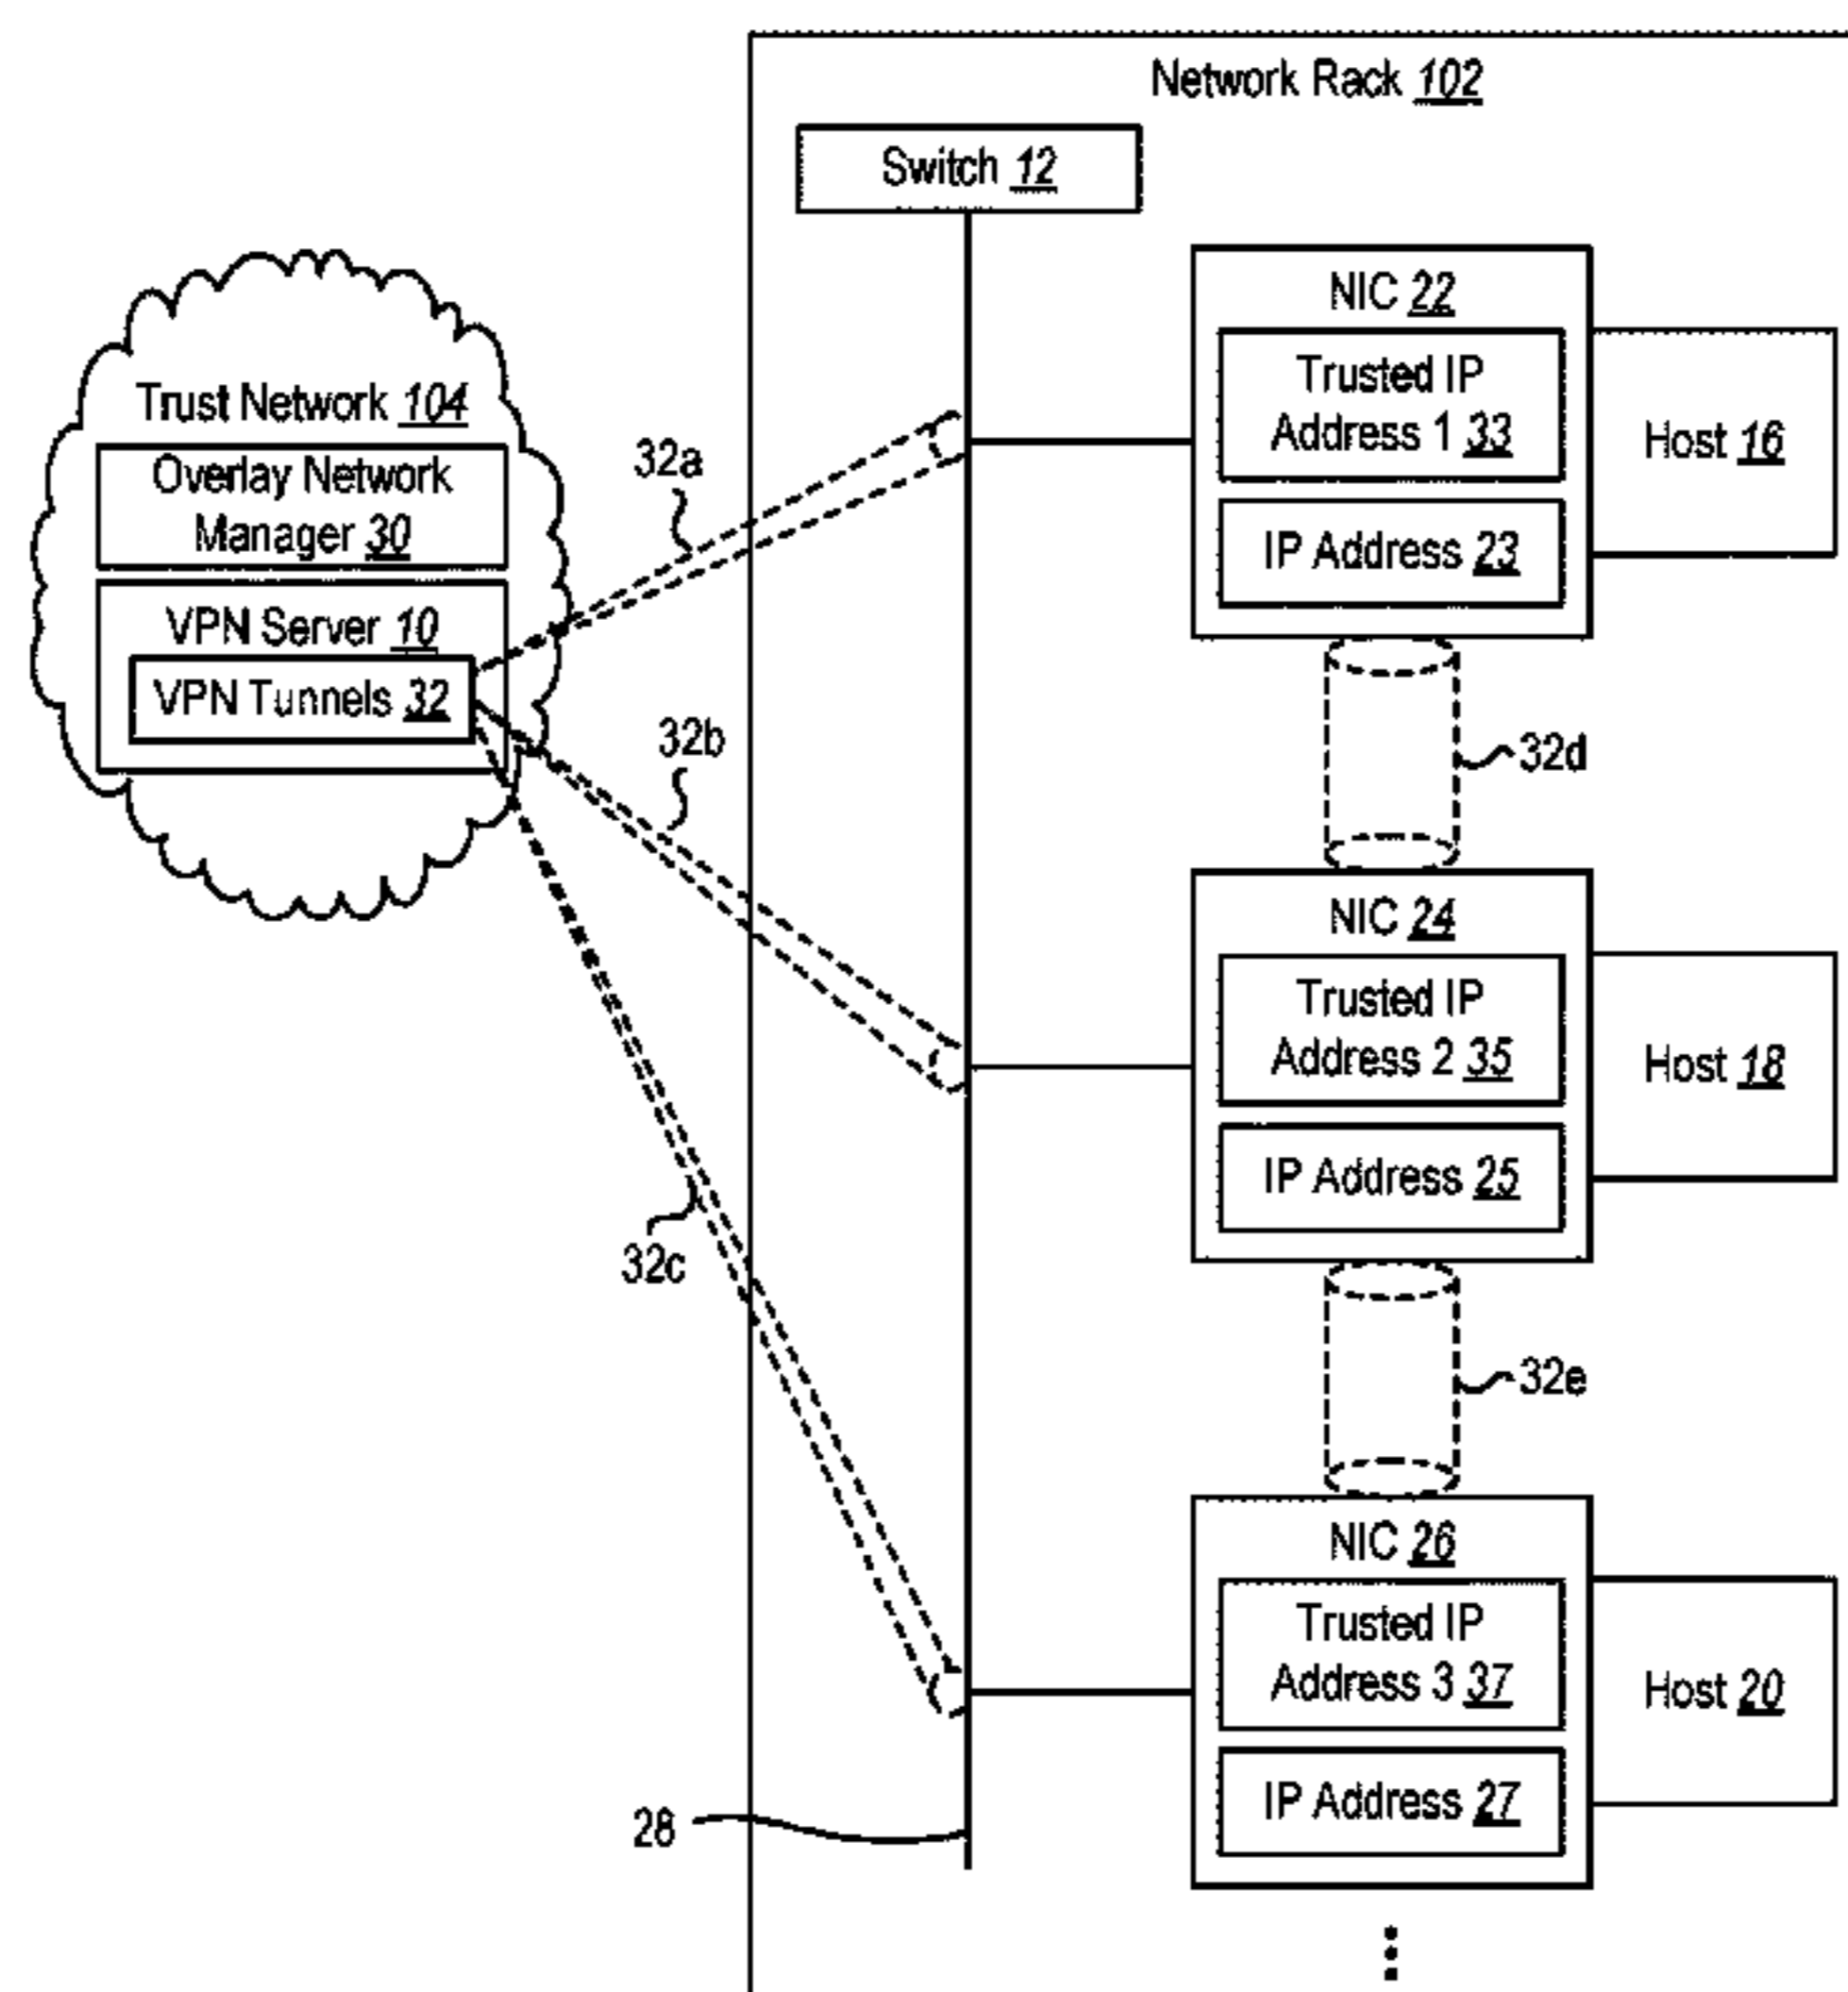 Network Rack 102
Switch 12
NIC 22
Trusted IP
Address 1 33
IP Address 23
Host 16
Trust Network 104
Overlay Network
Manager 30
VPN Server 10
VPN Tunnels 32
32a
32b
32c
32d
NIC 24
Trusted IP
Address 2 35
IP Address 25
Host 18
32e
NIC 26
Trusted IP
Address 3 37
IP Address 27
Host 20
28